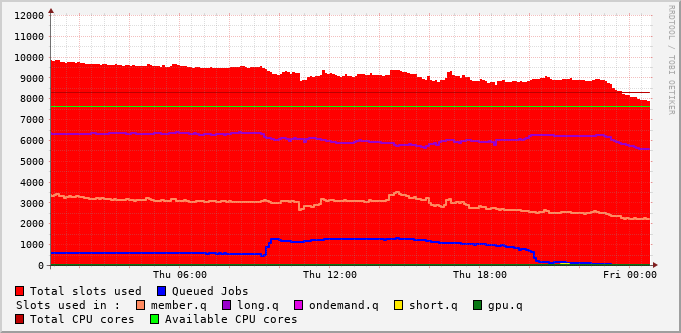 12000
11000
10000
9000
8000
7000
6000
5000
4000
3000
2000
1000
0
Thu 06:00 Thu 12:00 Thu 18:00 Fri 00:00
RRDTOOL / TOBI OETIKER
Total slots used Queued Jobs
Slots used in : member.q long.q ondemand.q short.q gpu.q
Total CPU cores Available CPU cores